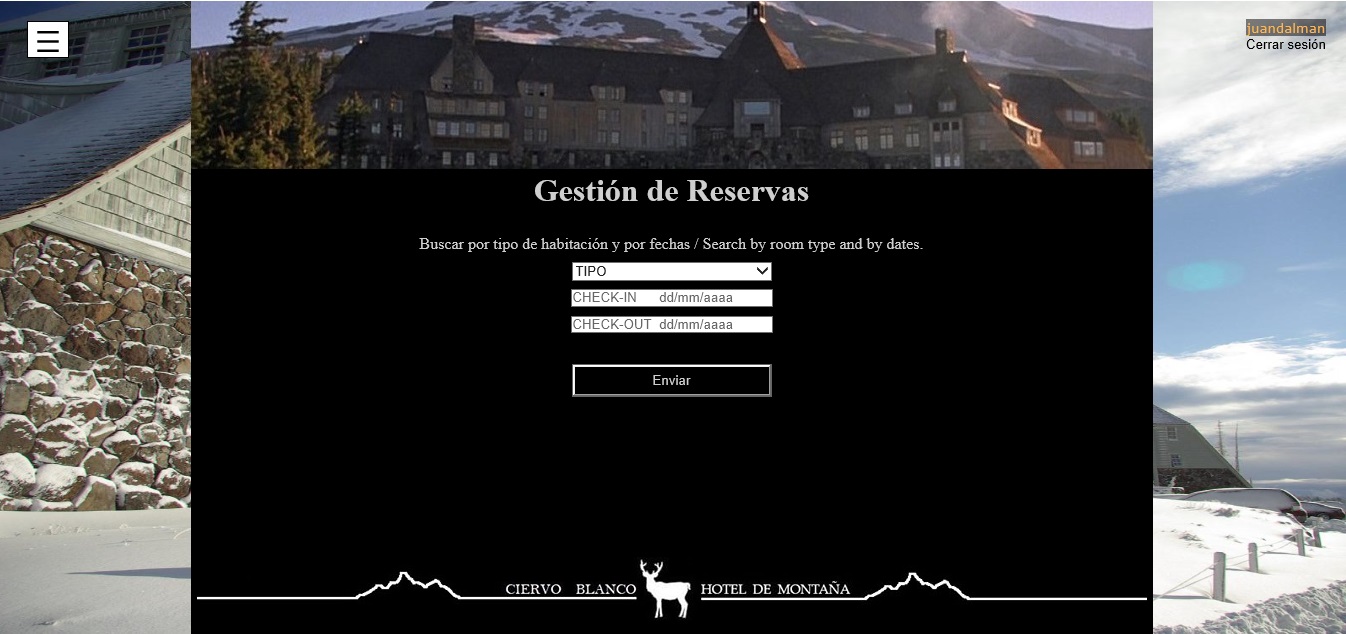 juandalman
Cerrar sesión
Gestión de Reservas
Buscar por tipo de habitación y por fechas / Search by room type and by dates.
TIPO
CHECK-IN dd/mm/aaaa
CHECK-OUT dd/mm/aaaa
Enviar
CIERVO BLANCO HOTEL DE MONTAÑA